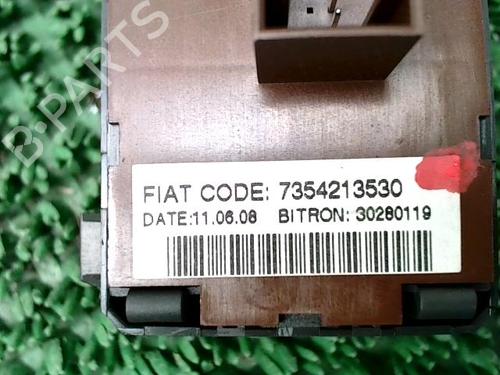 B-PARTS
FIAT CODE: 7354213530
DATE:11.06.08 BITRON: 30280119